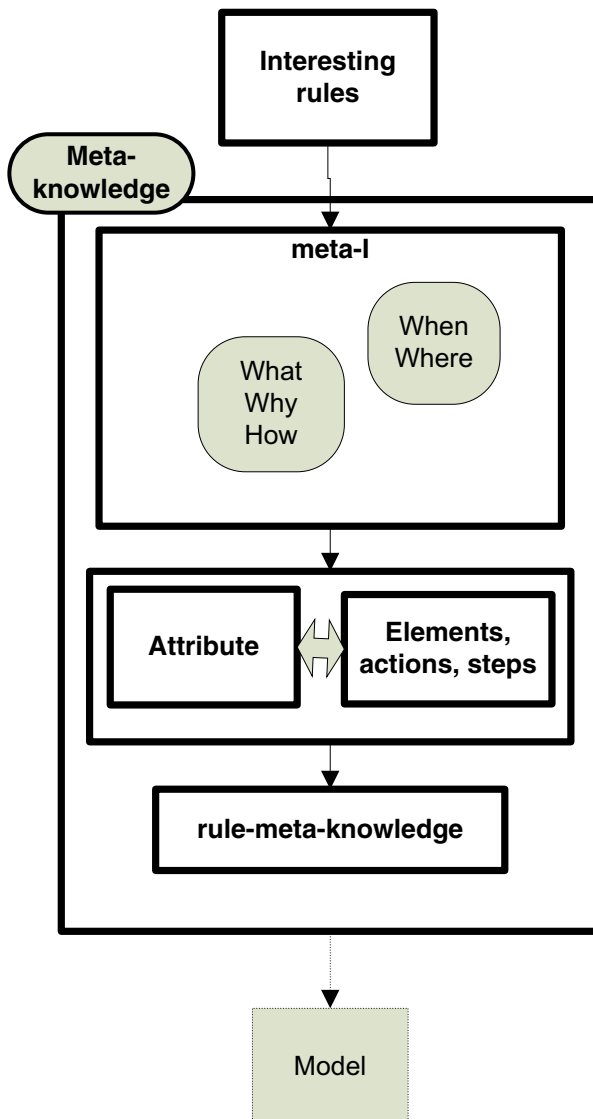 Interesting
rules
Meta-
knowledge
meta-I
When
Where
What
Why
How
Attribute
Elements,
actions, steps
rule-meta-knowledge
Model